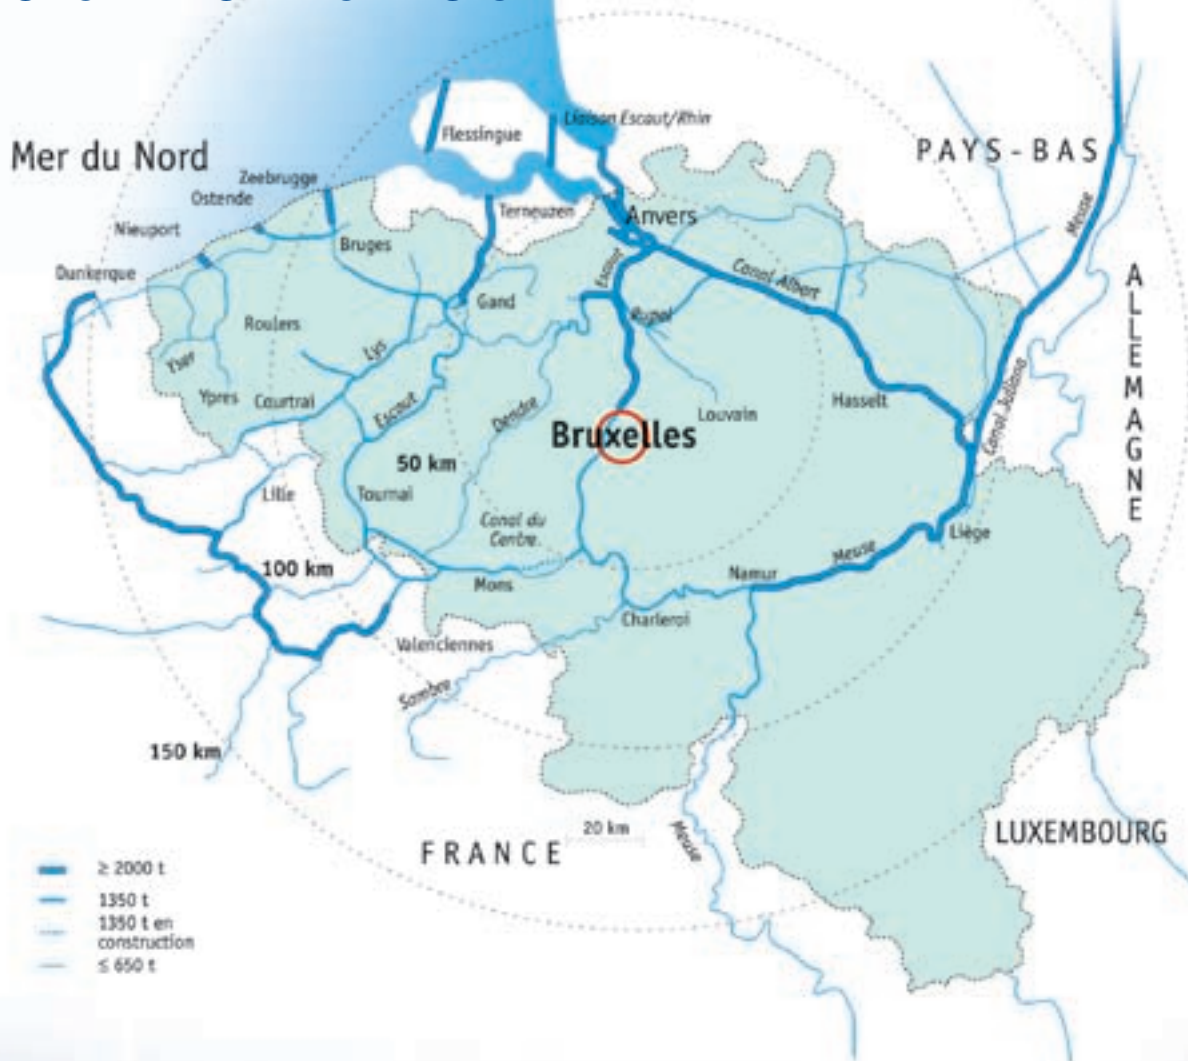 Liaison Escaut/Rhin
Flessingue
Mer du Nord
PAYS-BAS
Zeebrugge
Ostende
Terneuzen
Anvers
Meuse
Nieuport
Bruges
Dunkerque
Escaut
Canal-Albert
ALLEMAGNE
Gand
Rupel
Roulers
Lys
Yser
Ypres
Courtrai
Escaut
Dendre
Louvain
Hasselt
Canal-Juliana
Bruxelles
50 km
Lille
Tournai
Canal du
Centre
Liège
Meuse
100 km
Mons
Namur
Charleroi
Valenciennes
Sambre
150 km
20 km
Meuse
FRANCE
LUXEMBOURG
≥ 2000 t
1350 t
1350 t en
construction
≤ 650 t